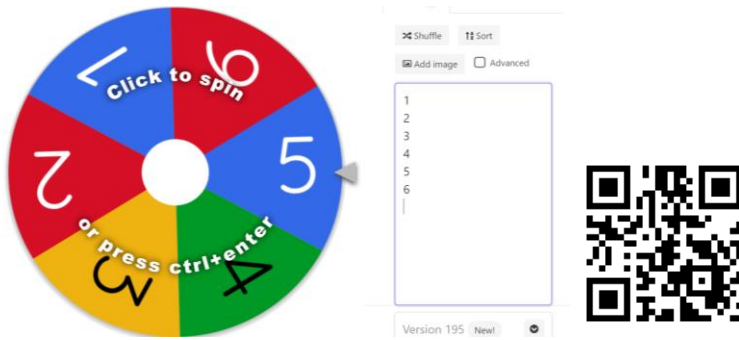 1
6
Click to spin
2
5
or press ctrl+enter
3
4
Shuffle
Sort
Add image
Advanced
1
2
3
4
5
6
Version 195
New!